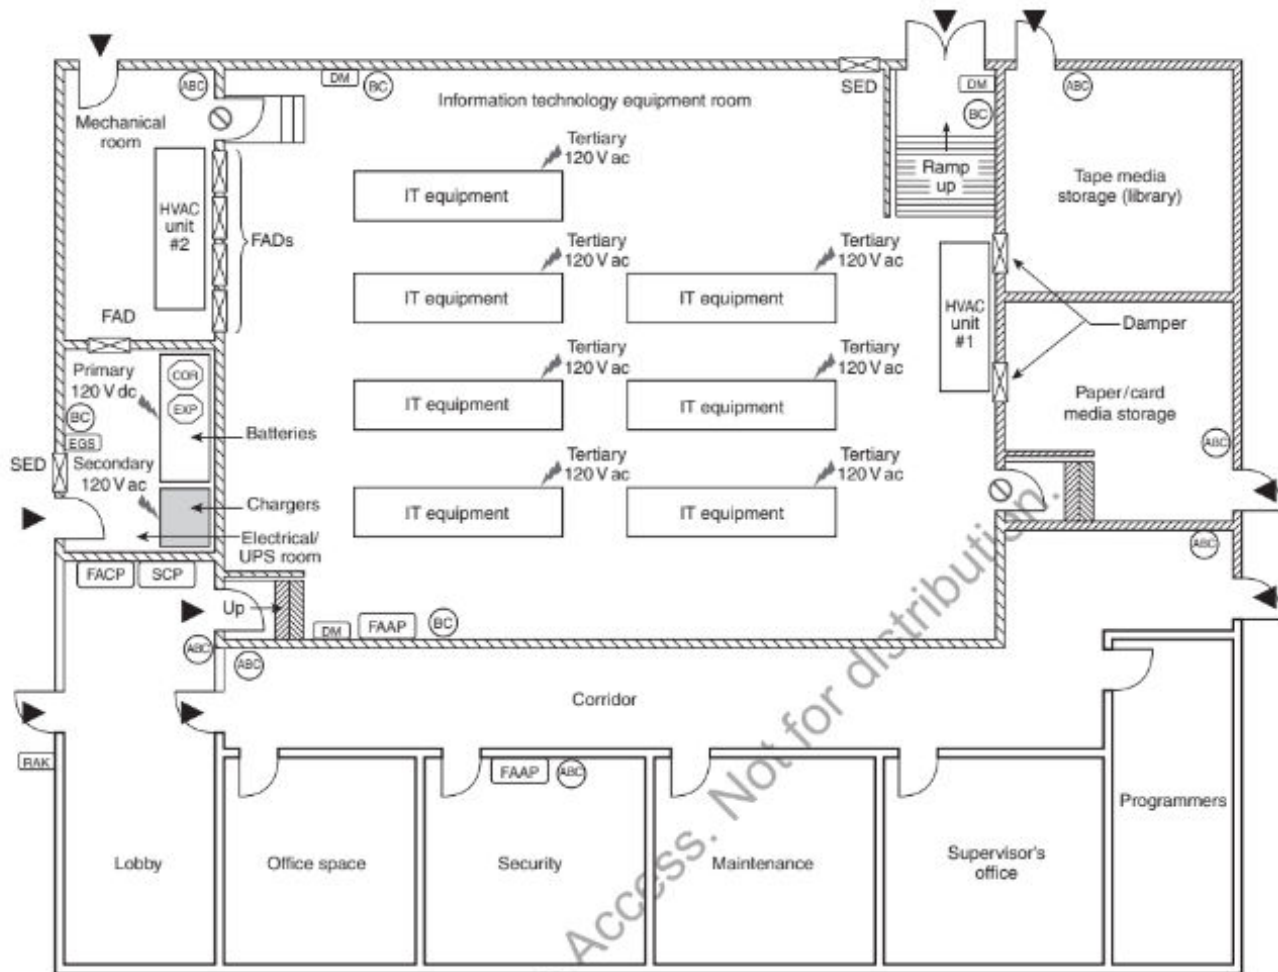 SED
ABC
DM
BC
Information technology equipment room
DM
BC
ABC
Mechanical
room
Tertiary
120 V ac
IT equipment
Ramp
up
Tape media
storage (library)
HVAC
unit
#2
FADs
Tertiary
120 V ac
IT equipment
Tertiary
120 V ac
IT equipment
HVAC
unit
#1
Damper
FAD
Primary
120 V dc
COR
EXP
BC
EGS
Batteries
Tertiary
120 V ac
IT equipment
Tertiary
120 V ac
IT equipment
Paper/card
media storage
ABC
SED
Secondary
120 V ac
Chargers
Electrical/
UPS room
Tertiary
120 V ac
IT equipment
Tertiary
120 V ac
IT equipment
ABC
FACP
SCP
Up
DM
FAAP
BC
ABC
ABC
Corridor
RAK
FAAP
ABC
Lobby
Office space
Security
Maintenance
Supervisor's
office
Programmers
Access. Not for distribution.